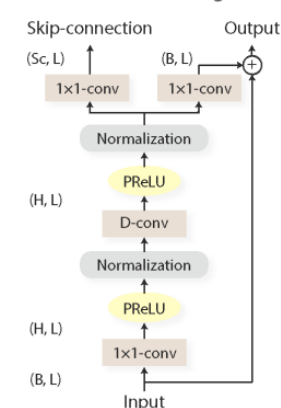 Skip-connection Output
(Sc, L) (B, L)
1×1-conv 1×1-conv
Normalization
PReLU
(H, L)
D-conv
Normalization
PReLU
(H, L)
1×1-conv
(B, L)
Input